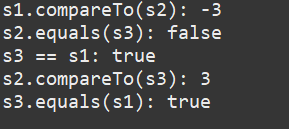 s1.compareTo(s2): -3
s2.equals(s3): false
s3 == s1: true
s2.compareTo(s3): 3
s3.equals(s1): true